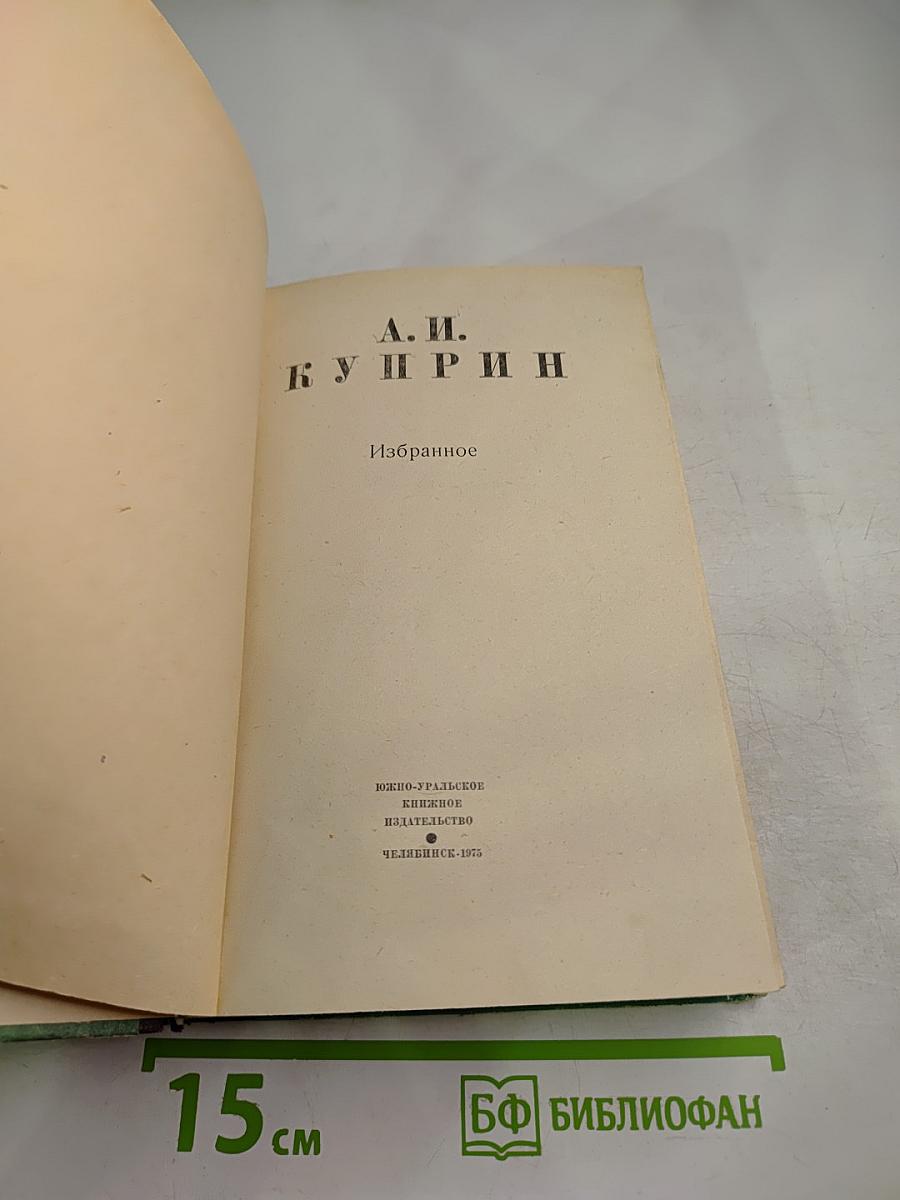 А. И.
КУПРИН
Избранное
ЮЖНО-УРАЛЬСКОЕ
КНИЖНОЕ
ИЗДАТЕЛЬСТВО
ЧЕЛЯБИНСК-1975
15 см
БФ БИБЛИОФАН